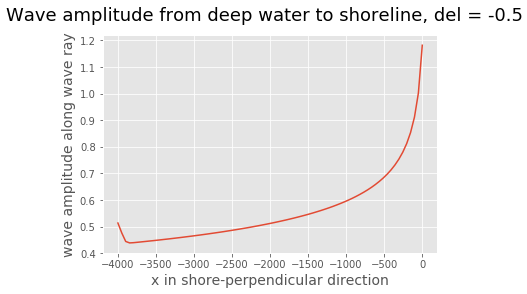 Wave amplitude from deep water to shoreline, del = -0.5
wave amplitude along wave ray
1.2
1.1
1.0
0.9
0.8
0.7
0.6
0.5
0.4
−4000 −3500 −3000 −2500 −2000 −1500 −1000 −500 0
x in shore-perpendicular direction